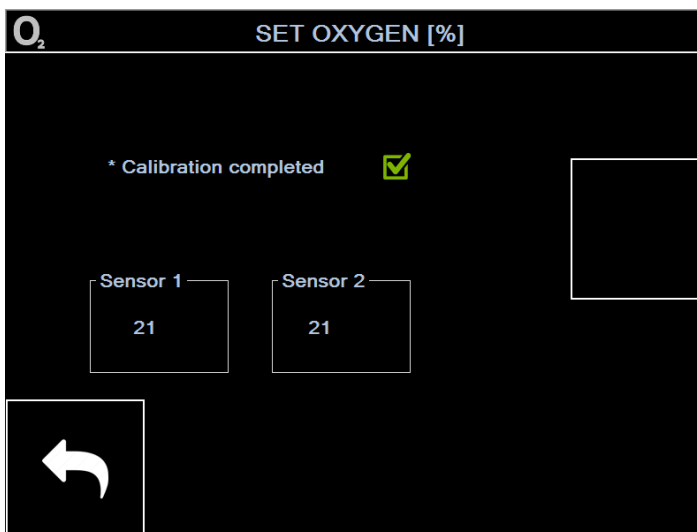 O₂ SET OXYGEN [%]
* Calibration completed
Sensor 1 Sensor 2
21 21